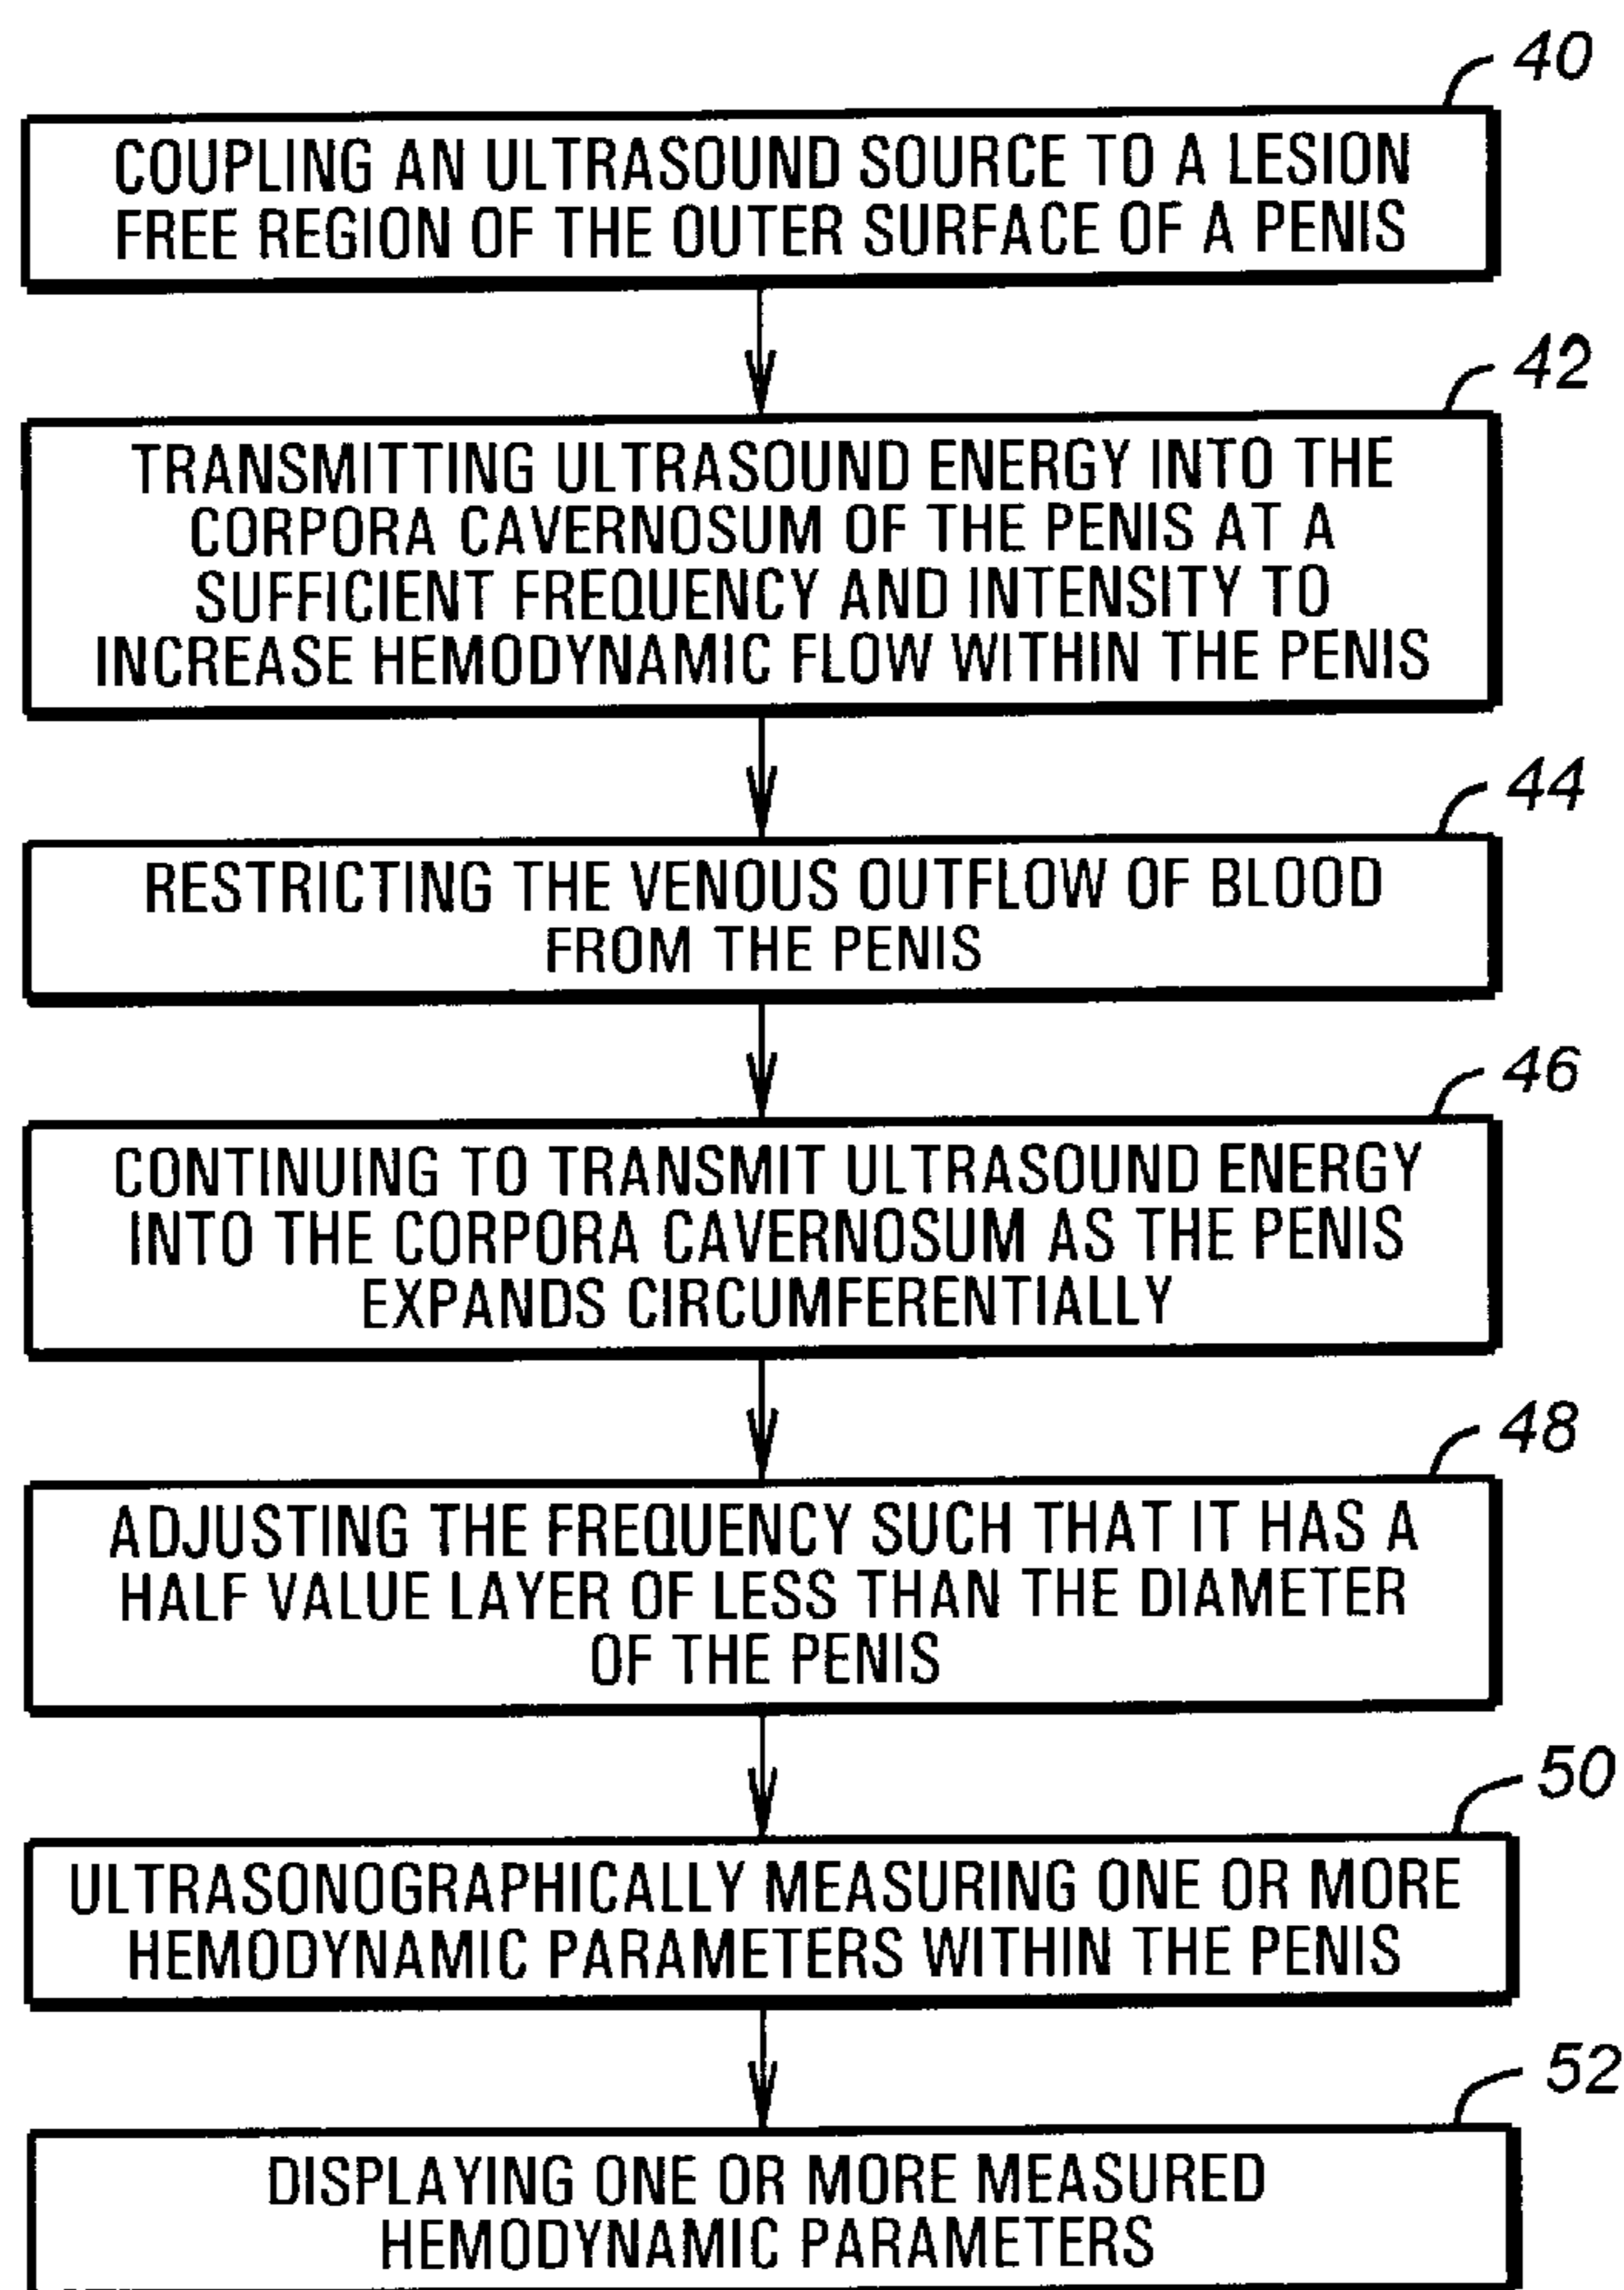 40
COUPLING AN ULTRASOUND SOURCE TO A LESION
FREE REGION OF THE OUTER SURFACE OF A PENIS
42
TRANSMITTING ULTRASOUND ENERGY INTO THE
CORPORA CAVERNOSUM OF THE PENIS AT A
SUFFICIENT FREQUENCY AND INTENSITY TO
INCREASE HEMODYNAMIC FLOW WITHIN THE PENIS
44
RESTRICTING THE VENOUS OUTFLOW OF BLOOD
FROM THE PENIS
46
CONTINUING TO TRANSMIT ULTRASOUND ENERGY
INTO THE CORPORA CAVERNOSUM AS THE PENIS
EXPANDS CIRCUMFERENTIALLY
48
ADJUSTING THE FREQUENCY SUCH THAT IT HAS A
HALF VALUE LAYER OF LESS THAN THE DIAMETER
OF THE PENIS
50
ULTRASONOGRAPHICALLY MEASURING ONE OR MORE
HEMODYNAMIC PARAMETERS WITHIN THE PENIS
52
DISPLAYING ONE OR MORE MEASURED
HEMODYNAMIC PARAMETERS